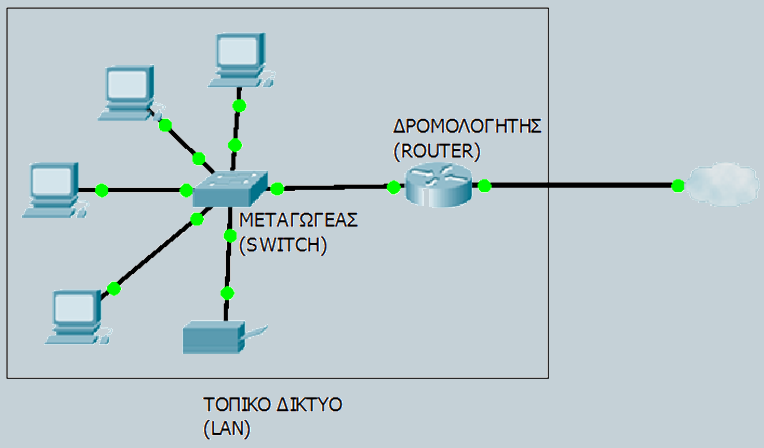 ΔΡΟΜΟΛΟΓΗΤΗΣ
(ROUTER)
ΜΕΤΑΓΩΓΕΑΣ
(SWITCH)
ΤΟΠΙΚΟ ΔΙΚΤΥΟ
(LAN)